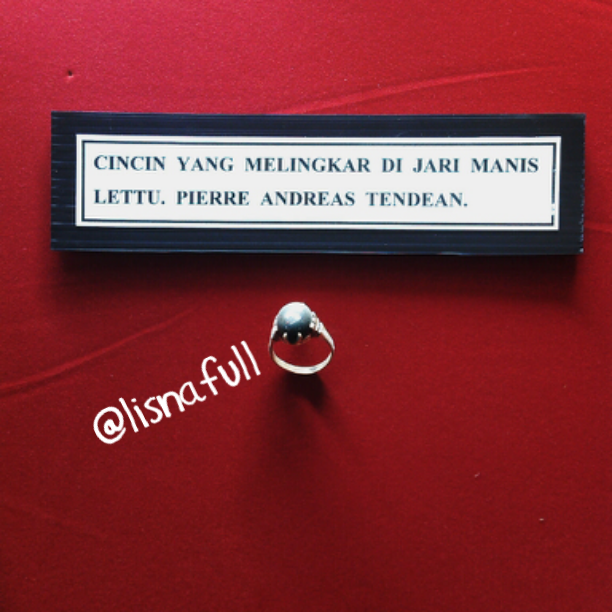 CINCIN YANG MELINGKAR DI JARI MANIS
LETTU. PIERRE ANDREAS TENDEAN.
@lisnafull